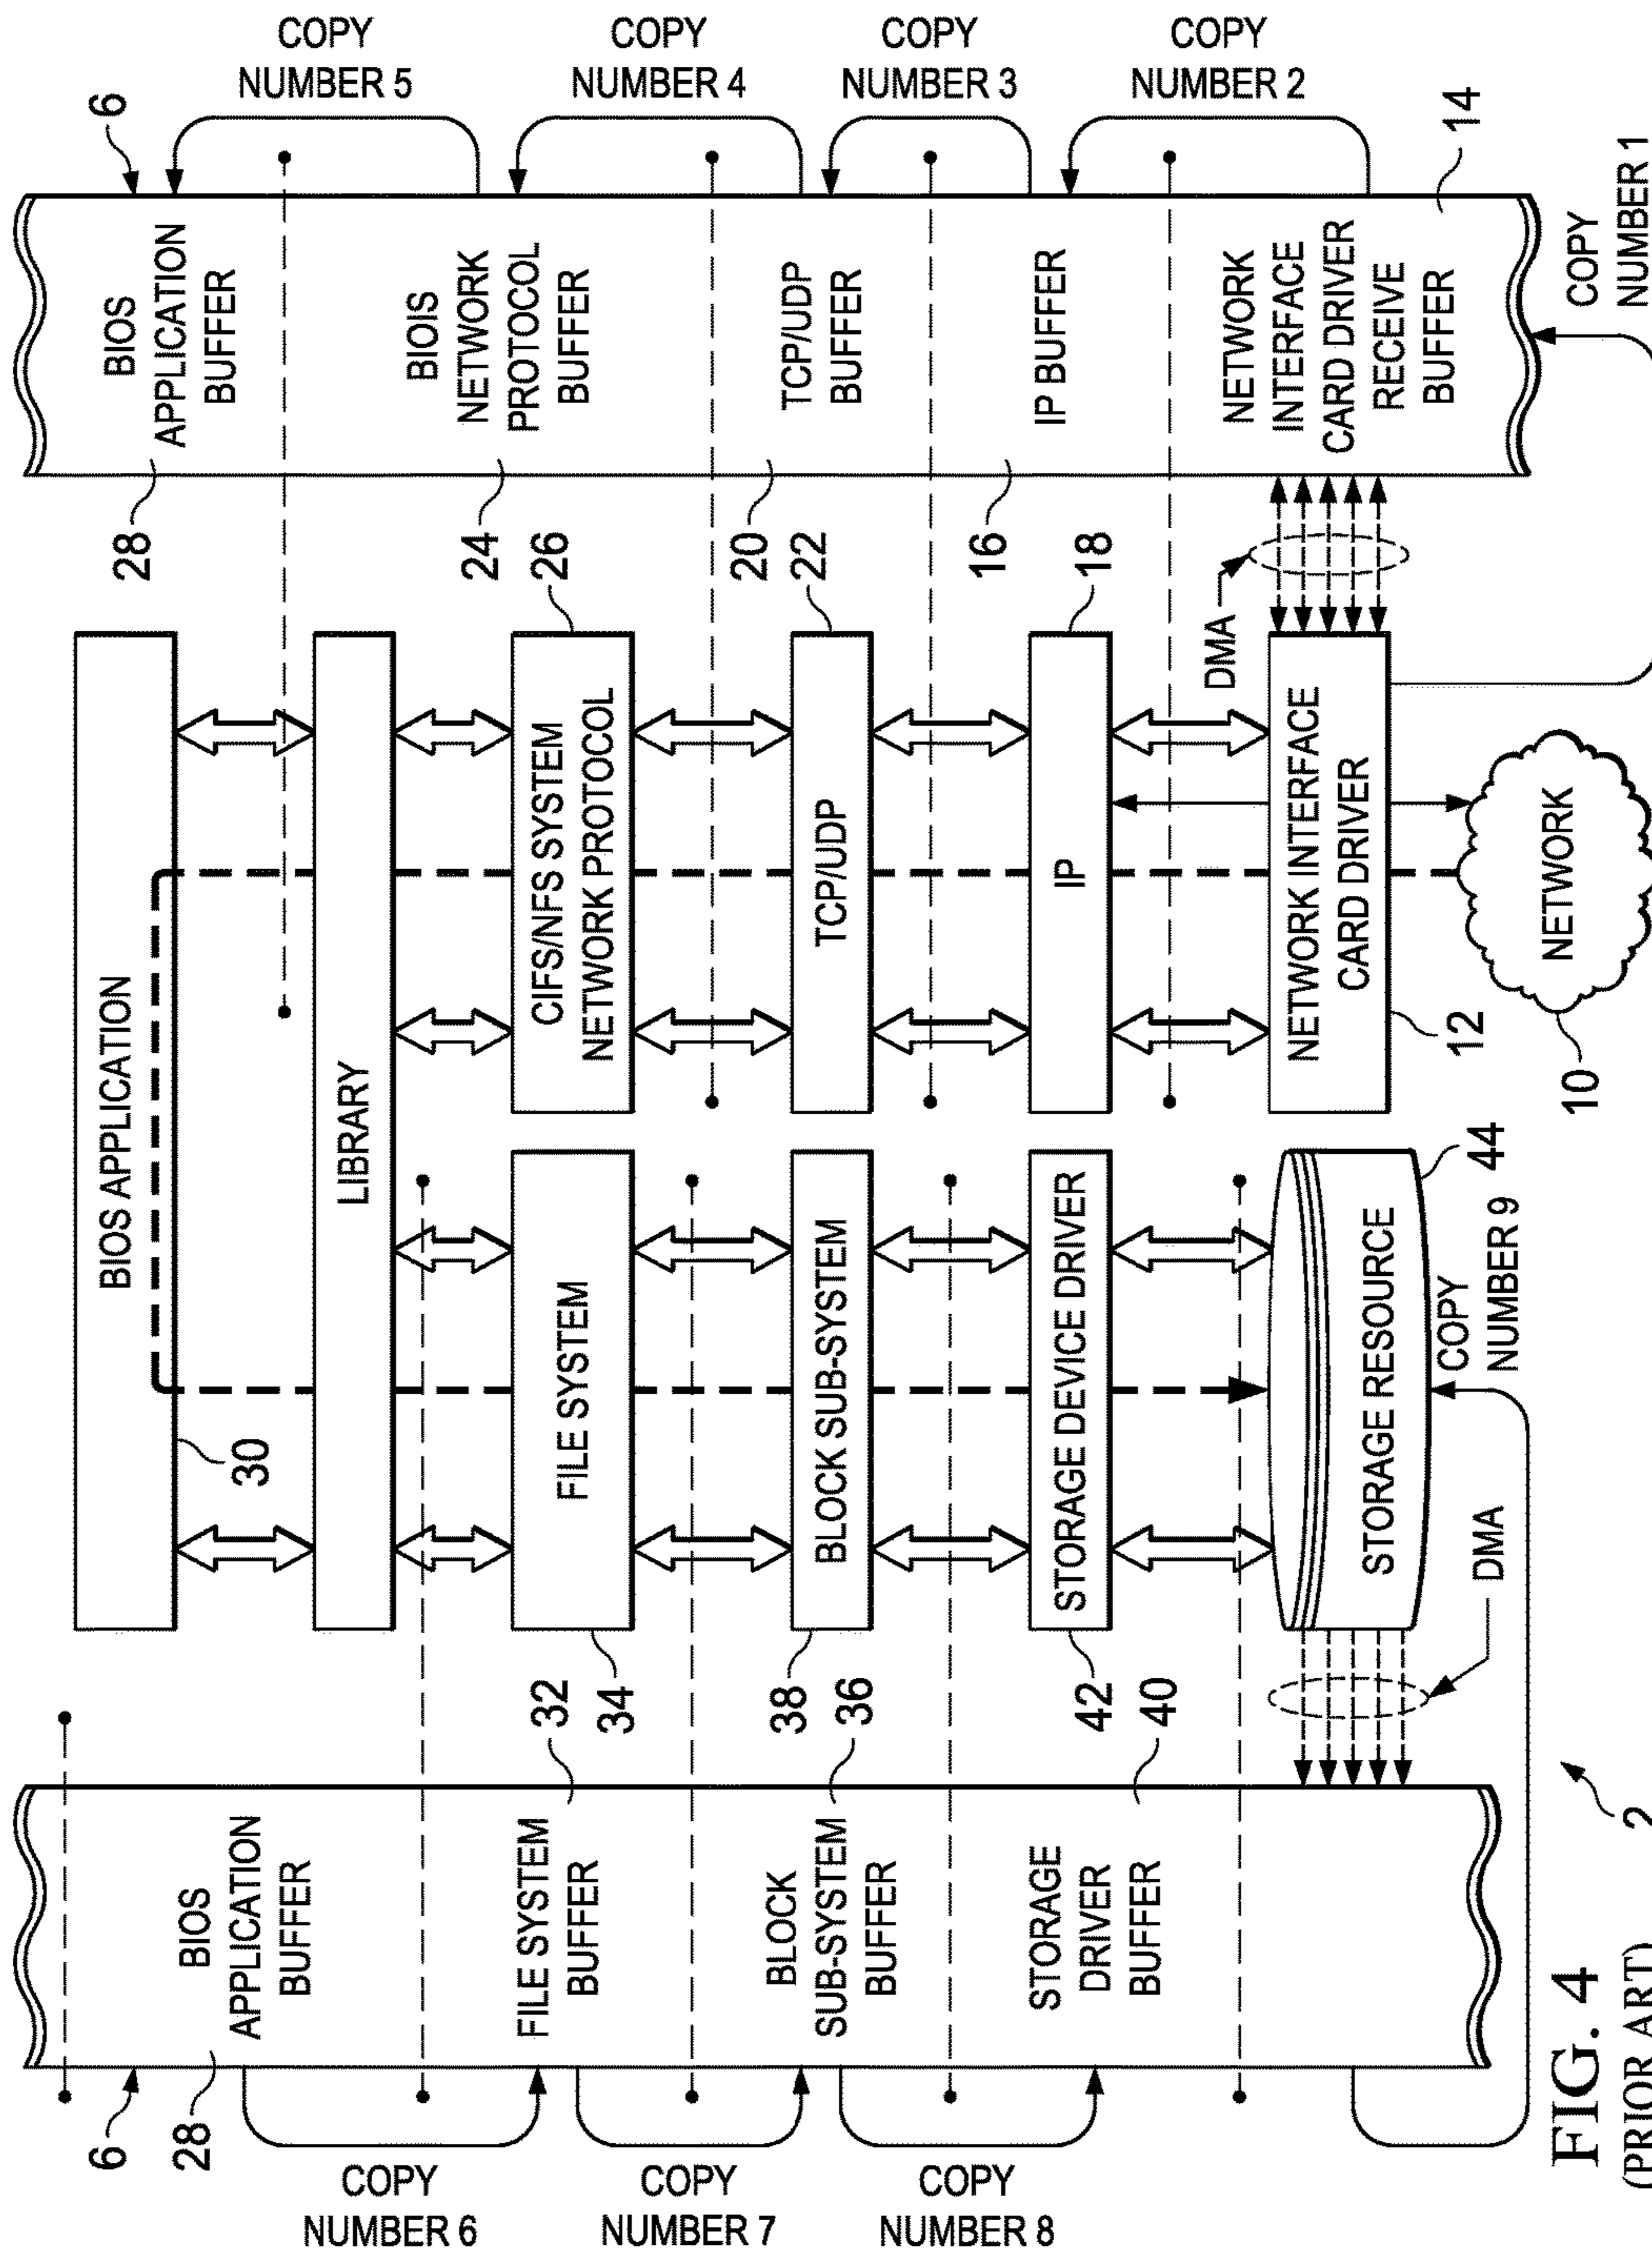 COPY
NUMBER 5
COPY
NUMBER 4
COPY
NUMBER 3
COPY
NUMBER 2
6
14
COPY
NUMBER 1
BIOS
APPLICATION
BUFFER
BIOIS
NETWORK
PROTOCOL
BUFFER
TCP/UDP
BUFFER
IP BUFFER
NETWORK
INTERFACE
CARD DRIVER
RECEIVE
BUFFER
28
24
26
20
22
16
18
DMA
BIOS APPLICATION
LIBRARY
CIFS/NFS SYSTEM
NETWORK PROTOCOL
TCP/UDP
IP
NETWORK INTERFACE
CARD DRIVER
NETWORK
12
10
30
FILE SYSTEM
BLOCK SUB-SYSTEM
STORAGE DEVICE DRIVER
STORAGE RESOURCE
44
COPY
NUMBER 9
DMA
32
34
38
36
42
40
BIOS
APPLICATION
BUFFER
FILE SYSTEM
BUFFER
BLOCK
SUB-SYSTEM
BUFFER
STORAGE
DRIVER
BUFFER
6
28
COPY
NUMBER 6
COPY
NUMBER 7
COPY
NUMBER 8
2
FIG. 4
(PRIOR ART)